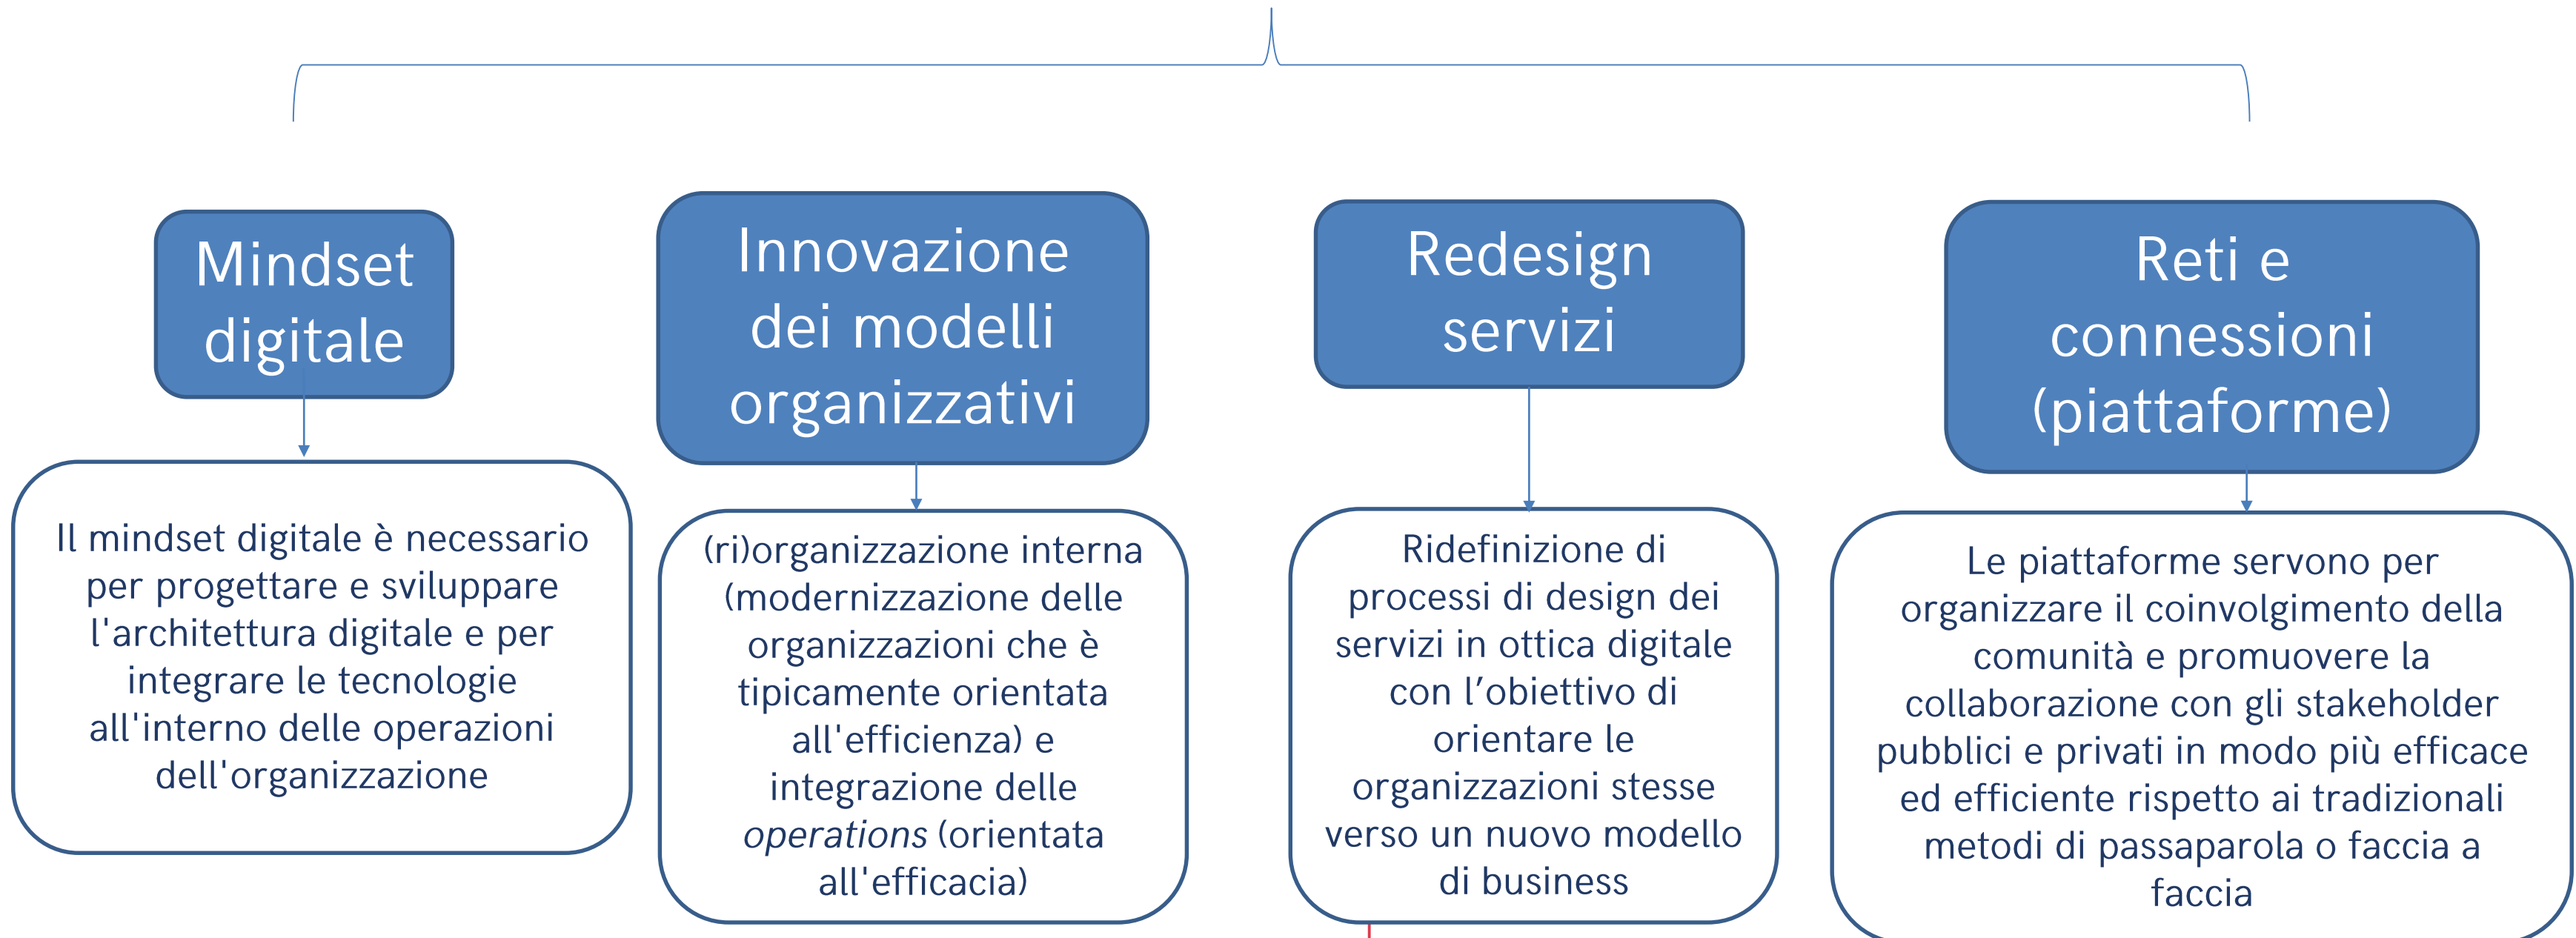 Mindset
digitale
Il mindset digitale è necessario
per progettare e sviluppare
l'architettura digitale e per
integrare le tecnologie
all'interno delle operazioni
dell'organizzazione
Innovazione
dei modelli
organizzativi
(ri)organizzazione interna
(modernizzazione delle
organizzazioni che è
tipicamente orientata
all'efficienza) e
integrazione delle
operations (orientata
all'efficacia)
Redesign
servizi
Ridefinizione di
processi di design dei
servizi in ottica digitale
con l’obiettivo di
orientare le
organizzazioni stesse
verso un nuovo modello
di business
Reti e
connessioni
(piattaforme)
Le piattaforme servono per
organizzare il coinvolgimento della
comunità e promuovere la
collaborazione con gli stakeholder
pubblici e privati in modo più efficace
ed efficiente rispetto ai tradizionali
metodi di passaparola o faccia a
faccia